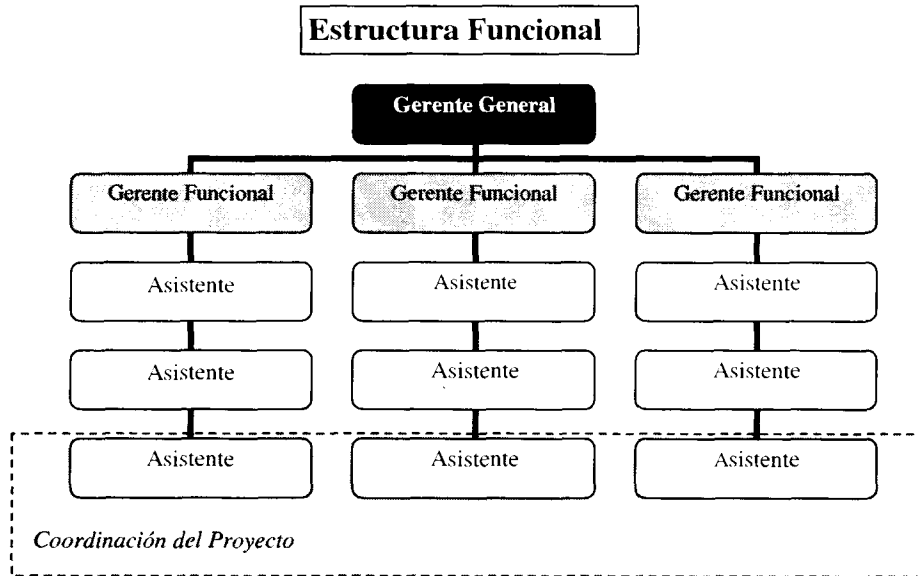 Estructura Funcional
Gerente General
Gerente Funcional
Gerente Funcional
Gerente Funcional
Asistente
Asistente
Asistente
Asistente
Asistente
Asistente
Asistente
Asistente
Asistente
Coordinación del Proyecto